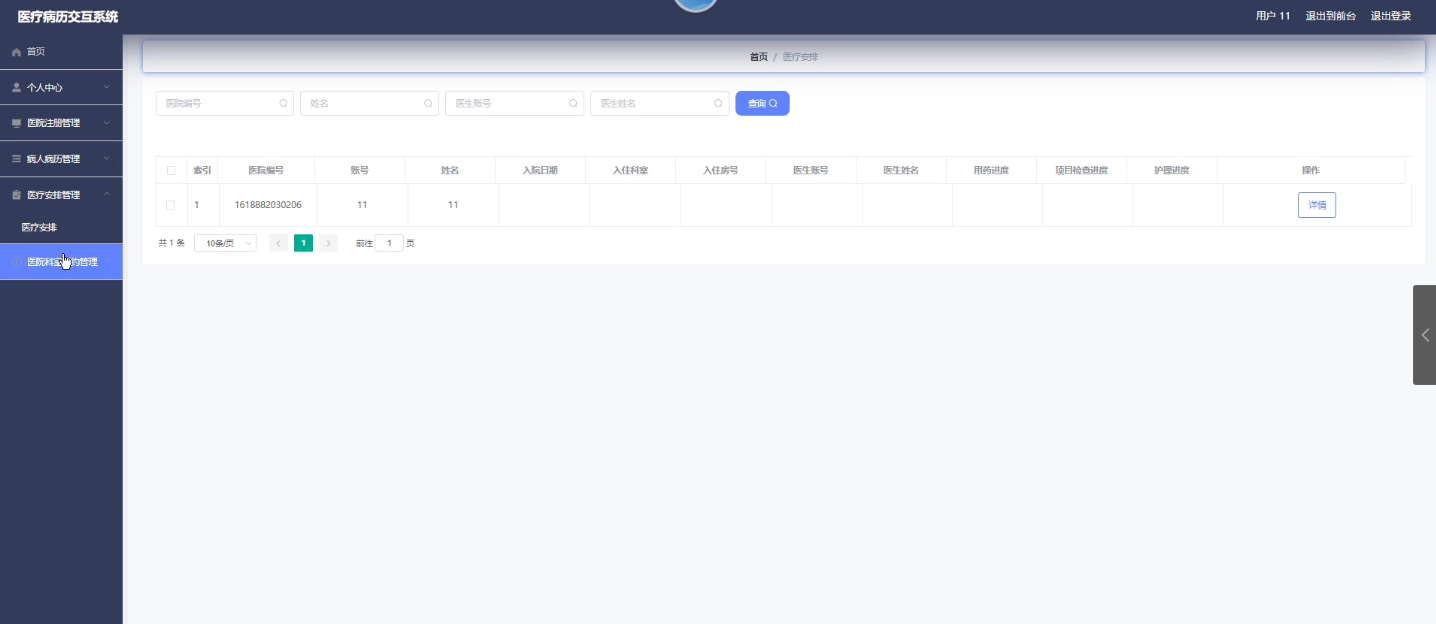 医疗病历交互系统
用户 11 退出到前台 退出登录
首页
个人中心
医院注册管理
病人病历管理
医疗安排管理
医疗安排
医院科室 约管理
首页 / 医疗安排
医院编号 姓名 医生账号 医生姓名 查询
索引 医院编号 账号 姓名 入院日期 入住科室 入住房号 医生账号 医生姓名 用药进度 项目检查进度 护理进度 操作
1 1618882030206 11 11 详情
共 1 条 10条/页 1 前往 1 页